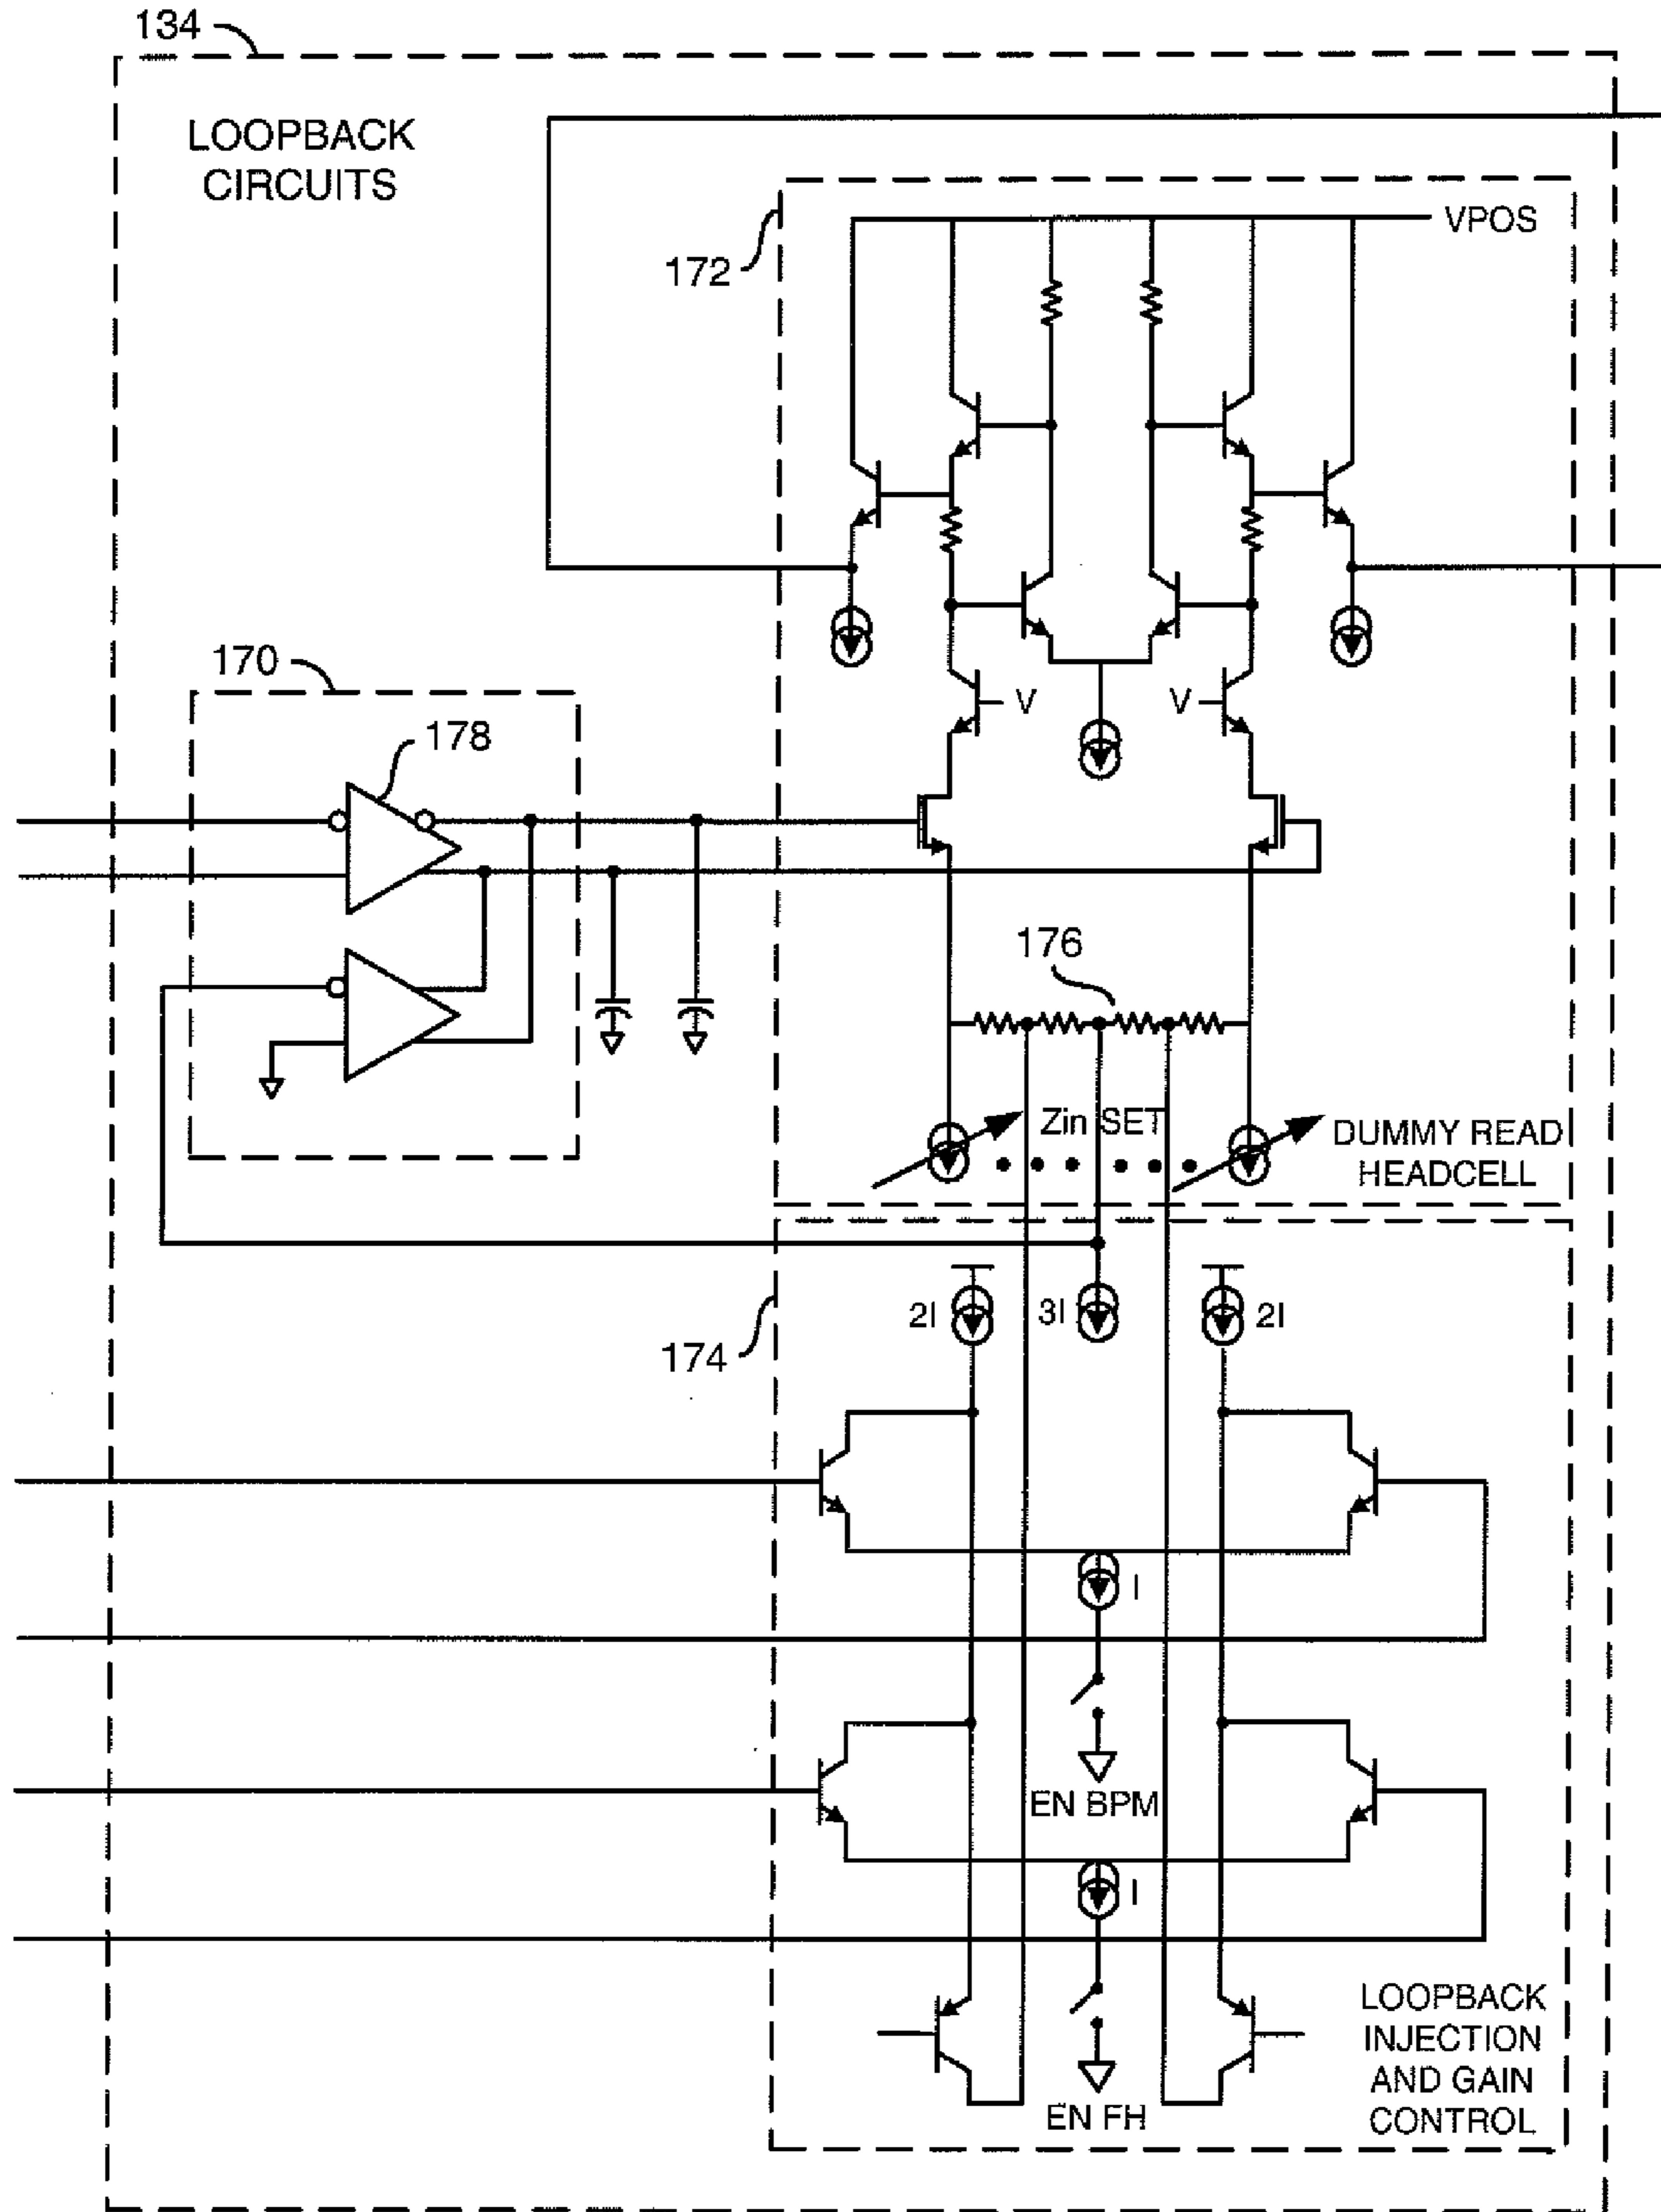 134
LOOPBACK
CIRCUITS
VPOS
172
170
V
V
178
176
Zin SET
DUMMY READ
HEADCELL
2I
3I
2I
174
I
EN BPM
I
LOOPBACK
INJECTION
AND GAIN
CONTROL
EN FH